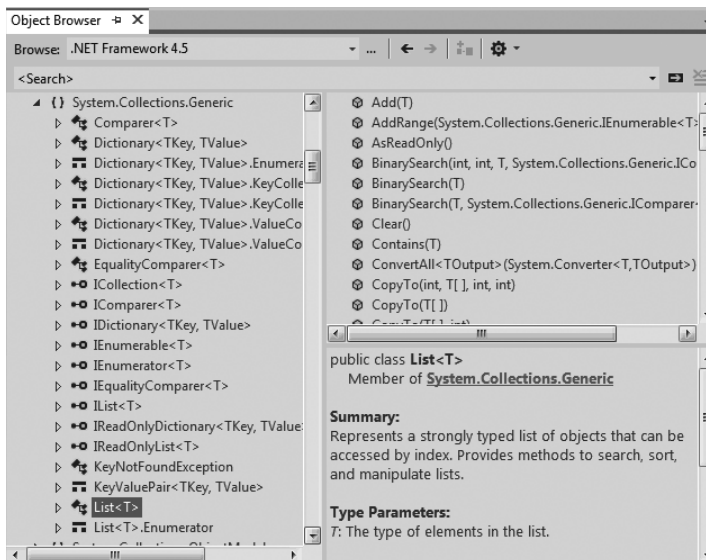 Object Browser
Browse: .NET Framework 4.5
...
<Search>
{} System.Collections.Generic
Comparer<T>
Dictionary<TKey, TValue>
Dictionary<TKey, TValue>.Enumera
Dictionary<TKey, TValue>.KeyColle
Dictionary<TKey, TValue>.KeyColle
Dictionary<TKey, TValue>.ValueCo
Dictionary<TKey, TValue>.ValueCo
EqualityComparer<T>
ICollection<T>
IComparer<T>
IDictionary<TKey, TValue>
IEnumerable<T>
IEnumerator<T>
IEqualityComparer<T>
IList<T>
IReadOnlyDictionary<TKey, TValue
IReadOnlyList<T>
KeyNotFoundException
KeyValuePair<TKey, TValue>
List<T>
List<T>.Enumerator
Add(T)
AddRange(System.Collections.Generic.IEnumerable<T>
AsReadOnly()
BinarySearch(int, int, T, System.Collections.Generic.ICo
BinarySearch(T)
BinarySearch(T, System.Collections.Generic.IComparer
Clear()
Contains(T)
ConvertAll<TOutput>(System.Converter<T,TOutput>)
CopyTo(int, T[ ], int, int)
CopyTo(T[ ])
public class List<T>
Member of System.Collections.Generic
Summary:
Represents a strongly typed list of objects that can be
accessed by index. Provides methods to search, sort,
and manipulate lists.
Type Parameters:
T: The type of elements in the list.